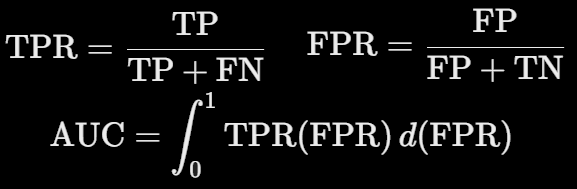 TPR = TP / (TP + FN)    FPR = FP / (FP + TN)
AUC = ∫₀¹ TPR(FPR) d(FPR)